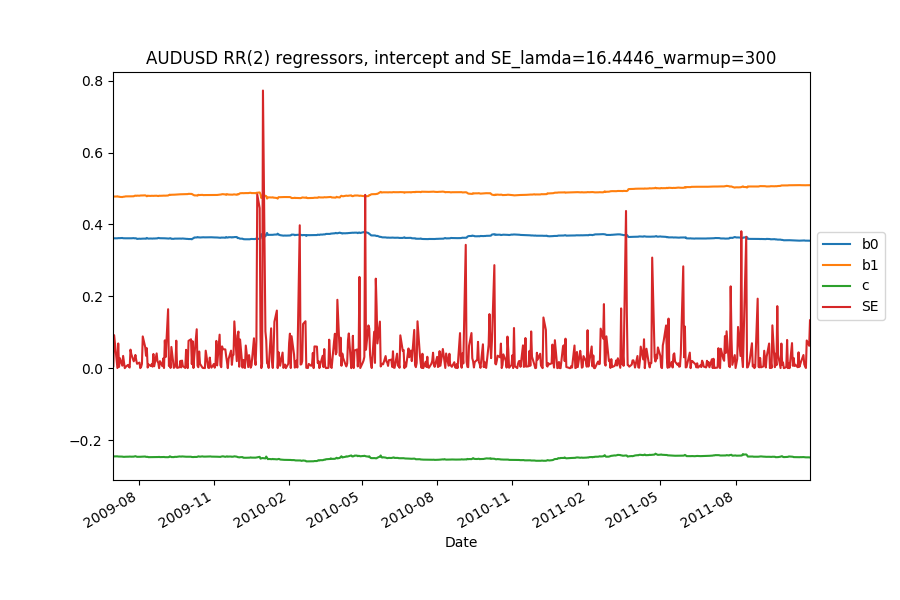 AUDUSD RR(2) regressors, intercept and SE_lamda=16.4446_warmup=300
0.8
0.6
0.4
0.2
0.0
−0.2
b0
b1
c
SE
2009-08
2009-11
2010-02
2010-05
2010-08
2010-11
2011-02
2011-05
2011-08
Date